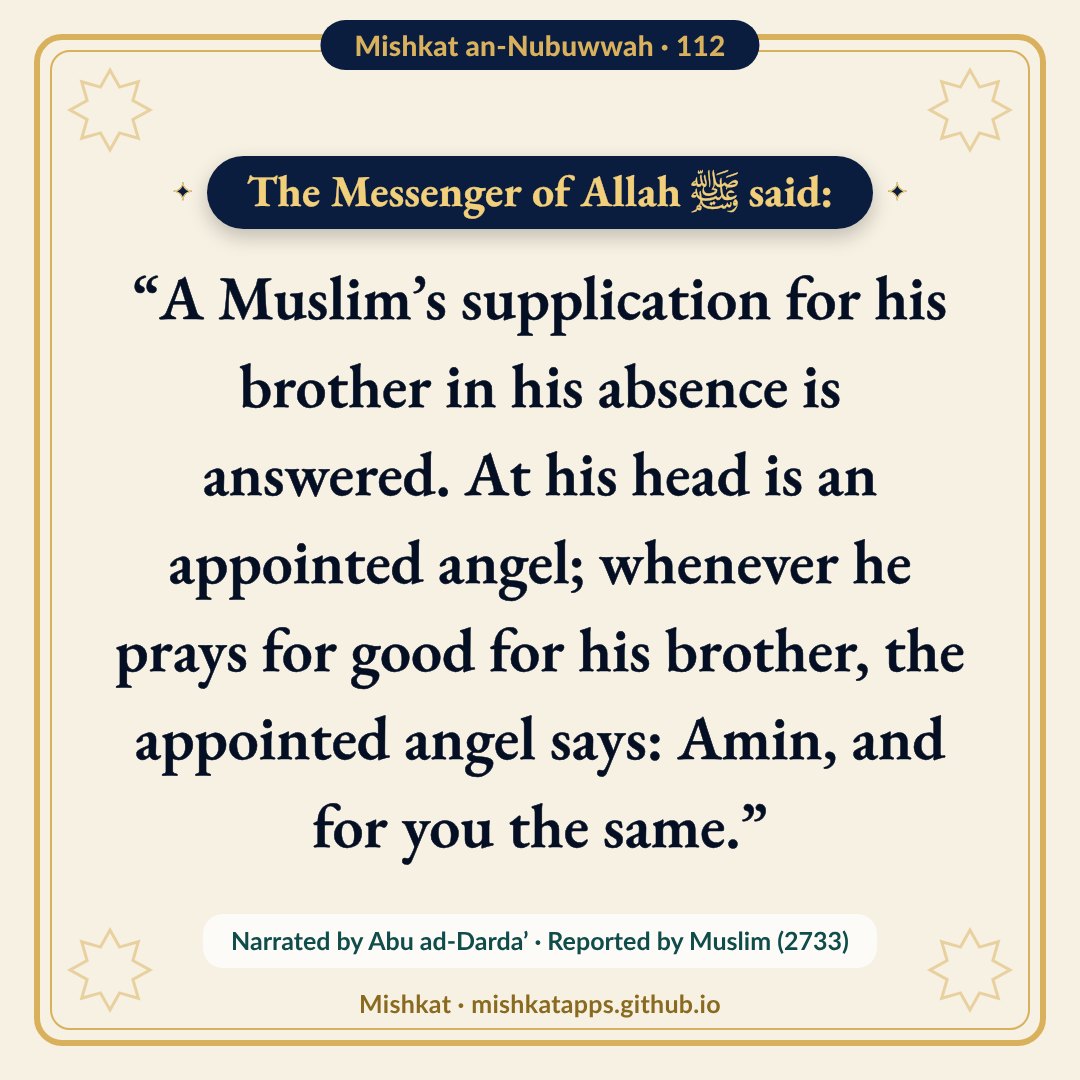 Mishkat an-Nubuwwah · 112
The Messenger of Allah ﷺ said:
“A Muslim’s supplication for his
brother in his absence is
answered. At his head is an
appointed angel; whenever he
prays for good for his brother, the
appointed angel says: Amin, and
for you the same.”
Narrated by Abu ad-Darda’ · Reported by Muslim (2733)
Mishkat · mishkatapps.github.io